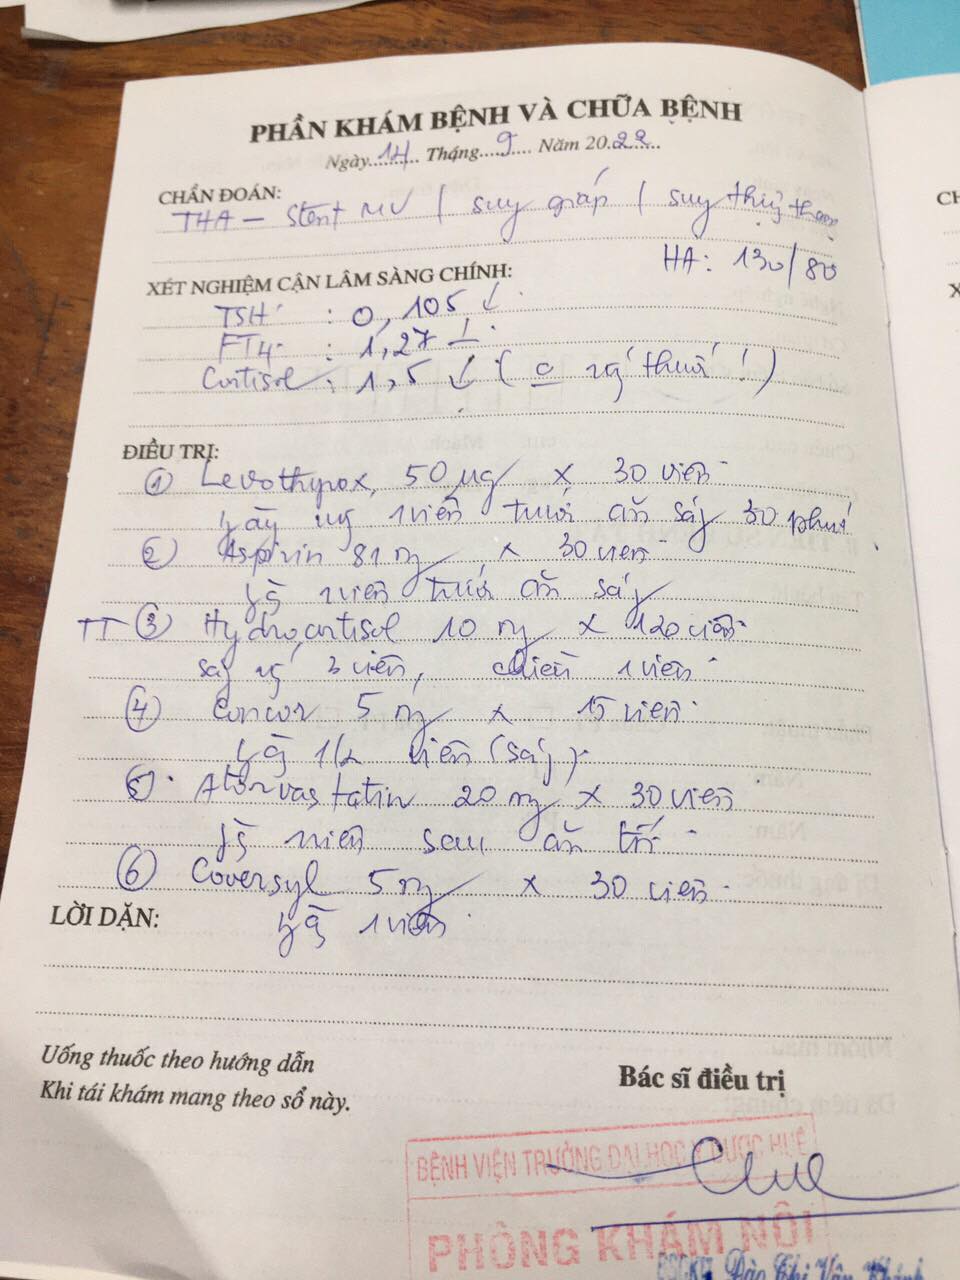 PHẦN KHÁM BỆNH VÀ CHỮA BỆNH
Ngày 14 Tháng 9 Năm 2022
CHẨN ĐOÁN:
THA - Stent MV / suy giáp / suy thượng thận
HA: 130/80
XÉT NGHIỆM CẬN LÂM SÀNG CHÍNH:
TSH : 0,105 ↓
FT4 : 1,27 ⊥
Cortisol : 1,5 ↓ ( thuốc !)
ĐIỀU TRỊ:
① Levothyrox 50 µg x 30 viên
ngày uống 1 viên trước ăn sáng 30 phút
② Aspirin 81 mg x 30 viên
ngày 1 viên trước ăn sáng
TT ③ Hydrocortisol 10 mg x 120 viên
sáng uống 3 viên, chiều 1 viên
④ Concor 5 mg x 15 viên
ngày 1/2 viên (sáng)
⑤ Atorvastatin 20 mg x 30 viên
ngày 1 viên sau ăn tối
⑥ Coversyl 5 mg x 30 viên
LỜI DẶN:
ngày 1 viên
Uống thuốc theo hướng dẫn
Khi tái khám mang theo sổ này.
Bác sĩ điều trị
BỆNH VIỆN TRƯỜNG ĐẠI HỌC Y DƯỢC HUẾ
PHÒNG KHÁM NỘI